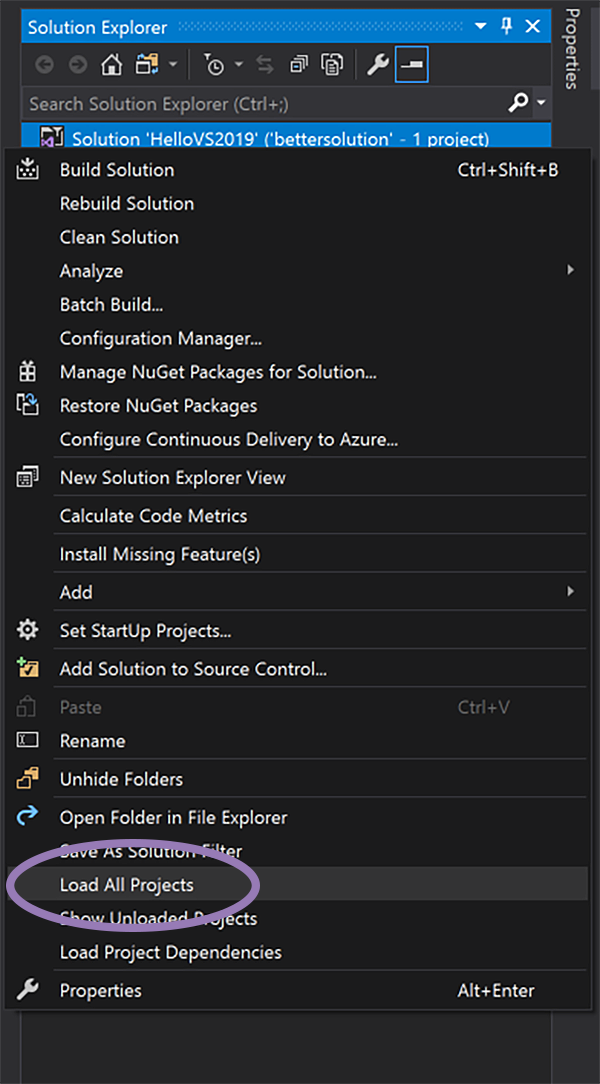 Solution Explorer
Properties
Search Solution Explorer (Ctrl+;)
Solution 'HelloVS2019' ('bettersolution' - 1 project)
Build Solution Ctrl+Shift+B
Rebuild Solution
Clean Solution
Analyze
Batch Build...
Configuration Manager...
Manage NuGet Packages for Solution...
Restore NuGet Packages
Configure Continuous Delivery to Azure...
New Solution Explorer View
Calculate Code Metrics
Install Missing Feature(s)
Add
Set StartUp Projects...
Add Solution to Source Control...
Paste Ctrl+V
Rename
Unhide Folders
Open Folder in File Explorer
Save As Solution Filter
Load All Projects
Show Unloaded Projects
Load Project Dependencies
Properties Alt+Enter